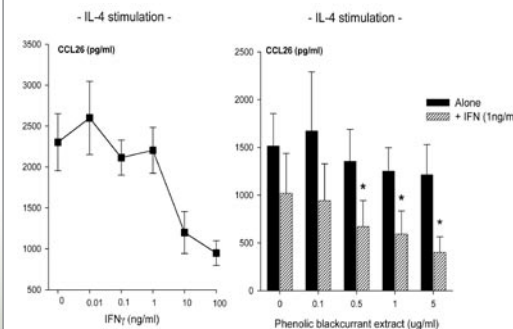 - IL-4 stimulation -
CCL26 (pg/ml)
3500
3000
2500
2000
1500
1000
500
0 0.01 0.1 1 10 100
IFNγ (ng/ml)
- IL-4 stimulation -
CCL26 (pg/ml)
2500
2000
1500
1000
500
0
* * *
0 0.1 0.5 1 5
Phenolic blackcurrant extract (ug/ml)
Alone
+ IFN (1ng/m